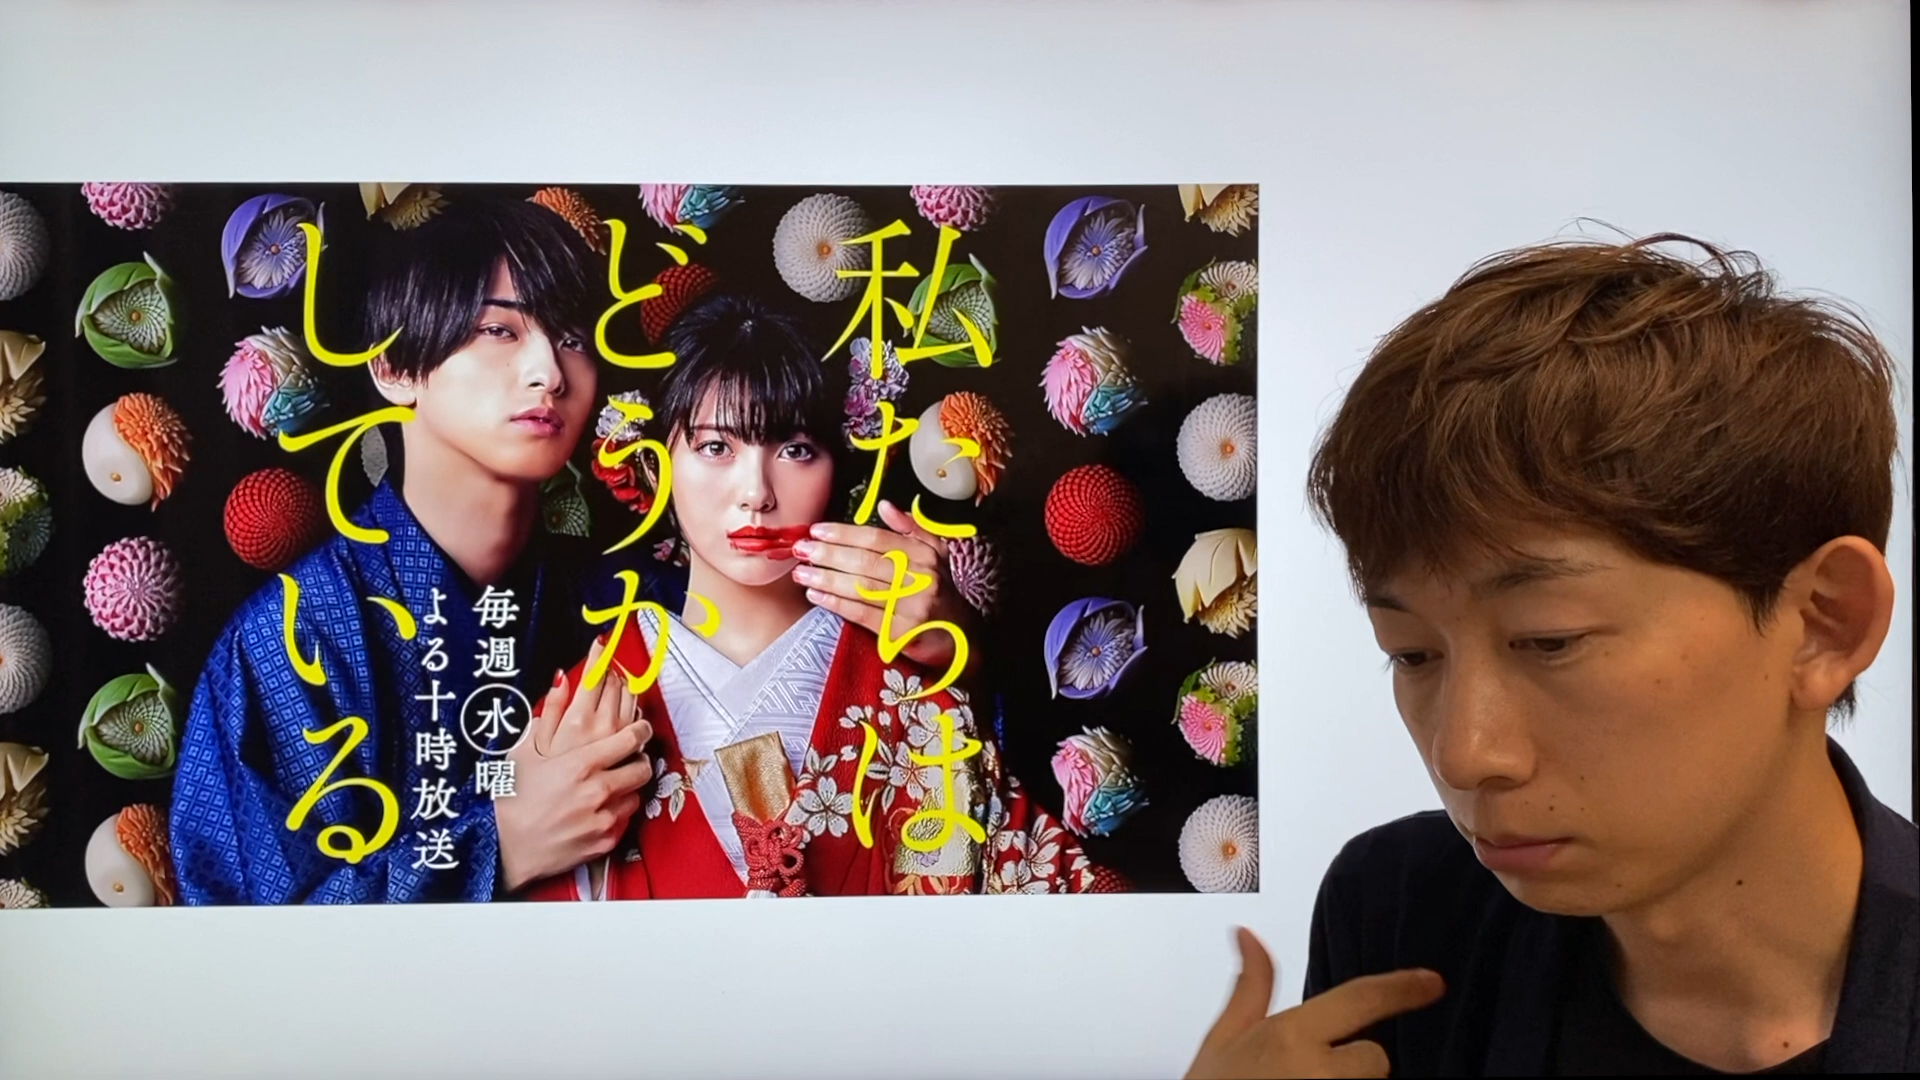 私たちは
どうか
している
毎週水曜
よる十時放送